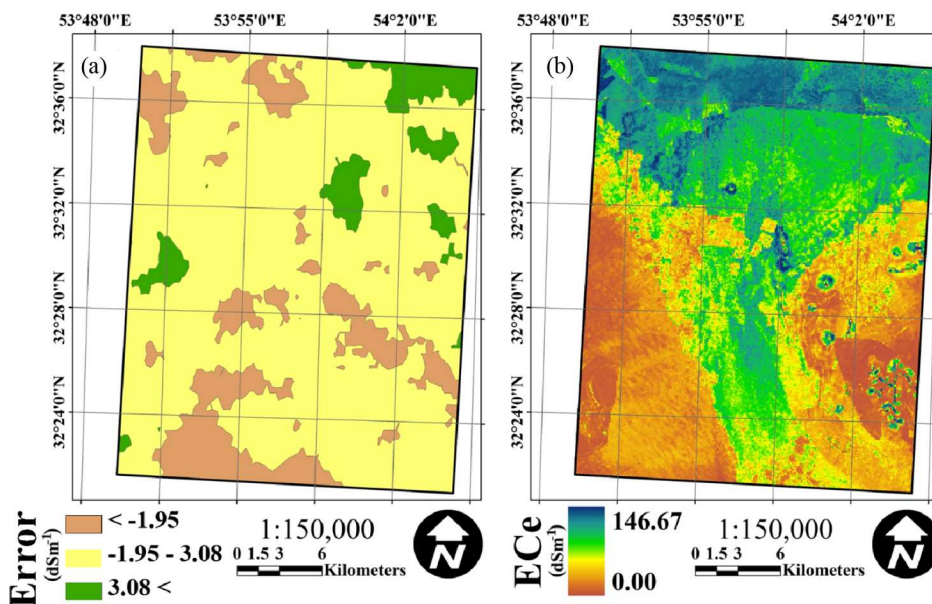 53°48'0"E 53°55'0"E 54°2'0"E
(a)
32°36'0"N
32°32'0"N
32°28'0"N
32°24'0"N
Error
(dSm-1)
< -1.95
-1.95 - 3.08
3.08 <
1:150,000
0 1.5 3 6
Kilometers
N
53°48'0"E 53°55'0"E 54°2'0"E
(b)
32°36'0"N
32°32'0"N
32°28'0"N
32°24'0"N
ECe
(dSm-1)
146.67
0.00
1:150,000
0 1.5 3 6
Kilometers
N